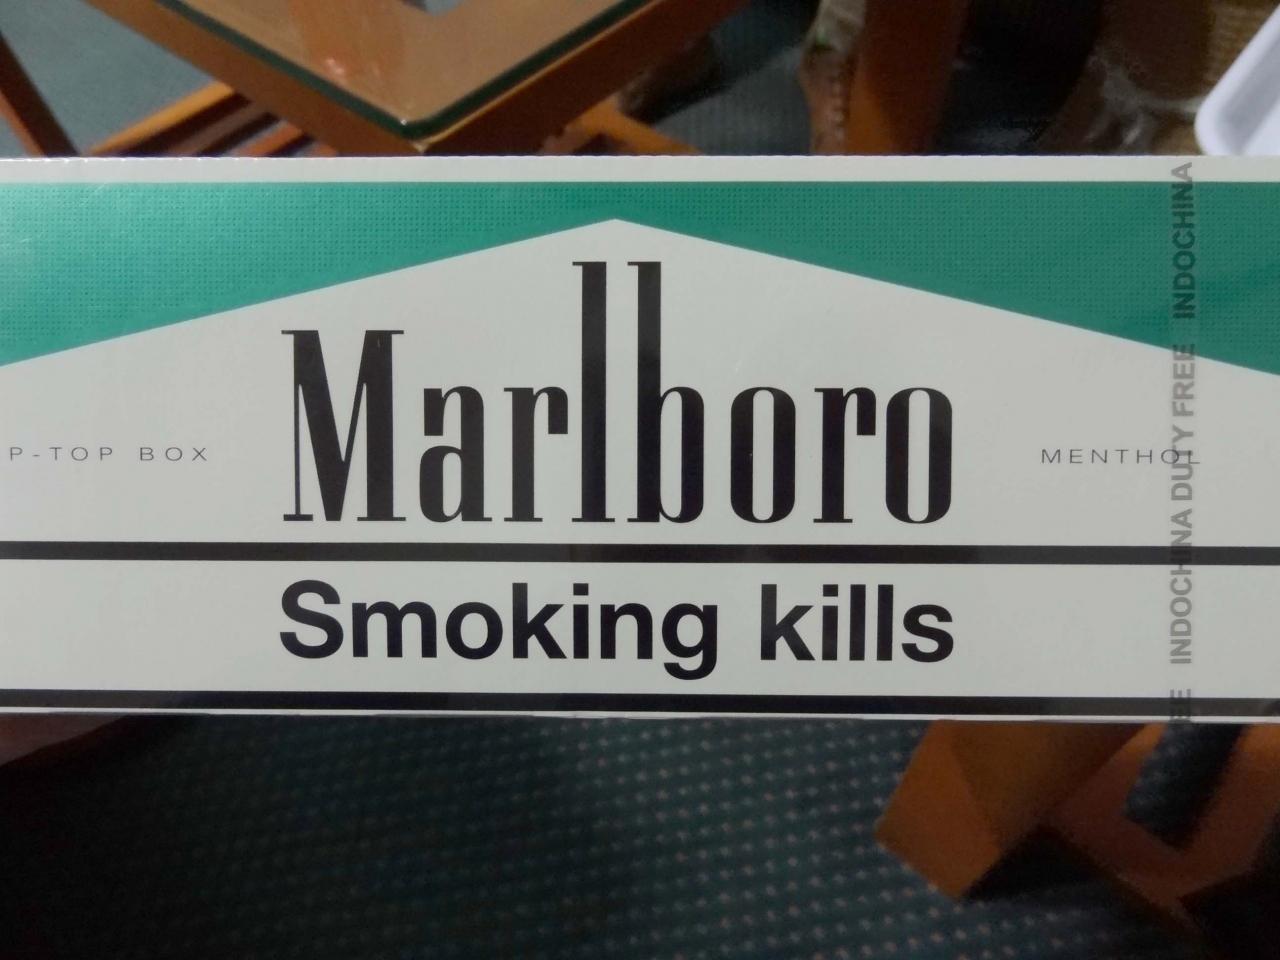 P-TOP BOX
Marlboro
MENTHOL
Smoking kills
INDOCHINA DUTY FREE INDOCHINA